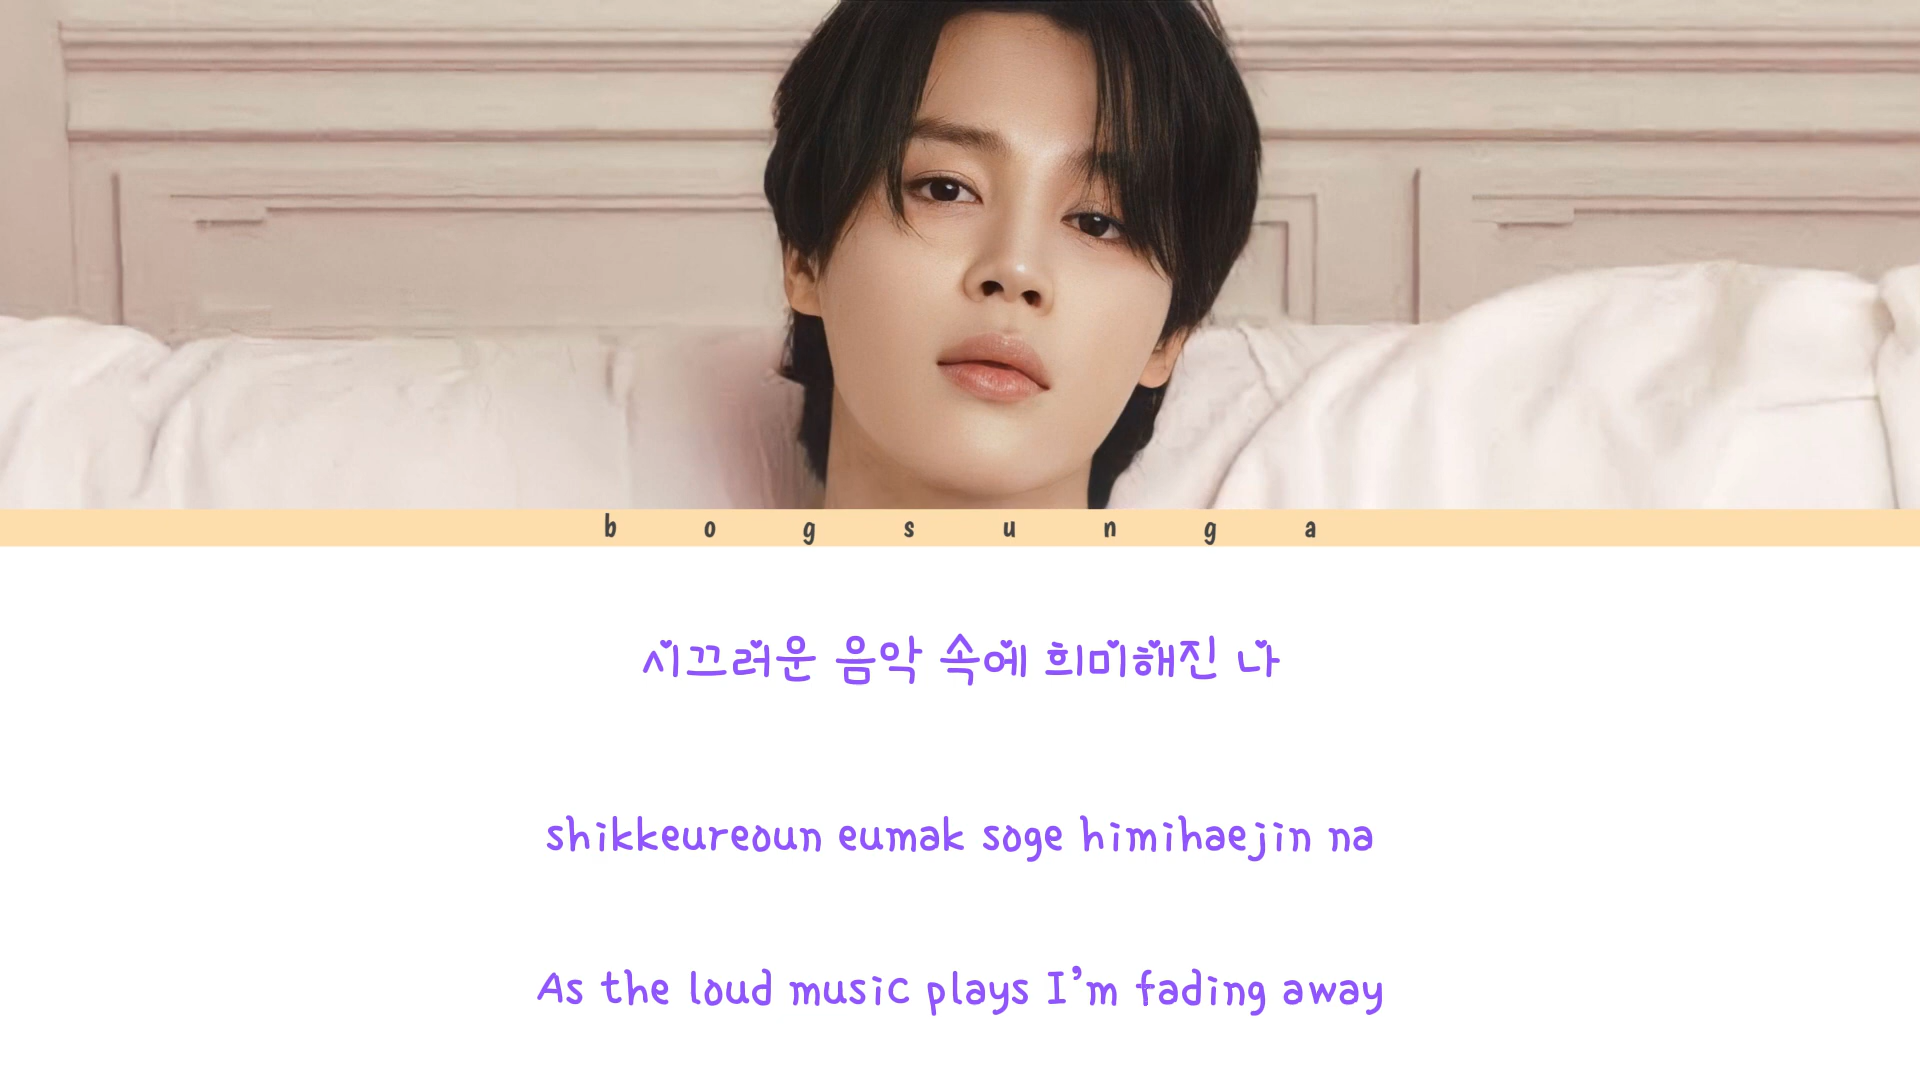 bogsunga
시끄러운 음악 속에 희미해진 나
shikkeureoun eumak soge himihaejin na
As the loud music plays I’m fading away